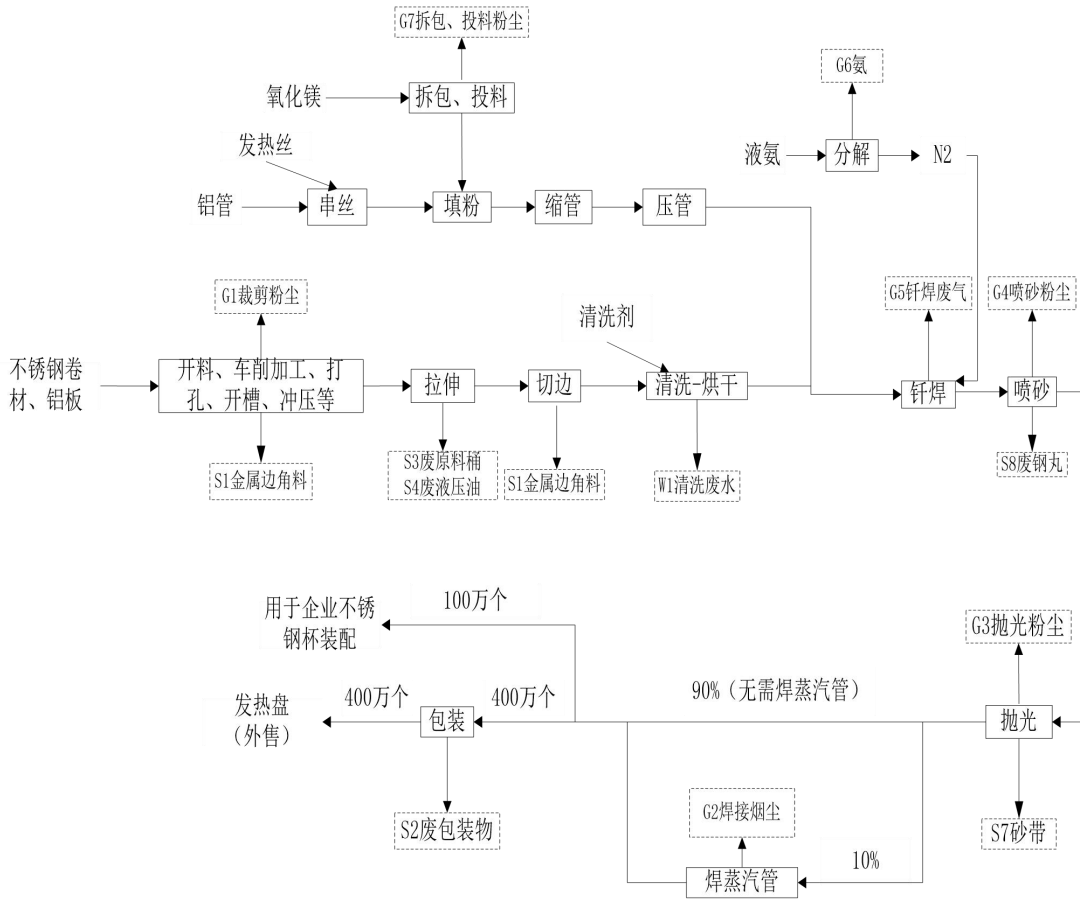 G7拆包、投料粉尘
G6氨
氧化镁
拆包、投料
发热丝
液氨
分解
N2
铝管
串丝
填粉
缩管
压管
G1裁剪粉尘
G5钎焊废气
G4喷砂粉尘
清洗剂
不锈钢卷
材、铝板
开料、车削加工、打
孔、开槽、冲压等
拉伸
切边
清洗-烘干
钎焊
喷砂
S1金属边角料
S3废原料桶
S4废液压油
S1金属边角料
W1清洗废水
S8废钢丸
用于企业不锈
钢杯装配
100万个
G3抛光粉尘
发热盘
（外售）
400万个
包装
400万个
90%（无需焊蒸汽管）
抛光
S2废包装物
G2焊接烟尘
S7砂带
焊蒸汽管
10%